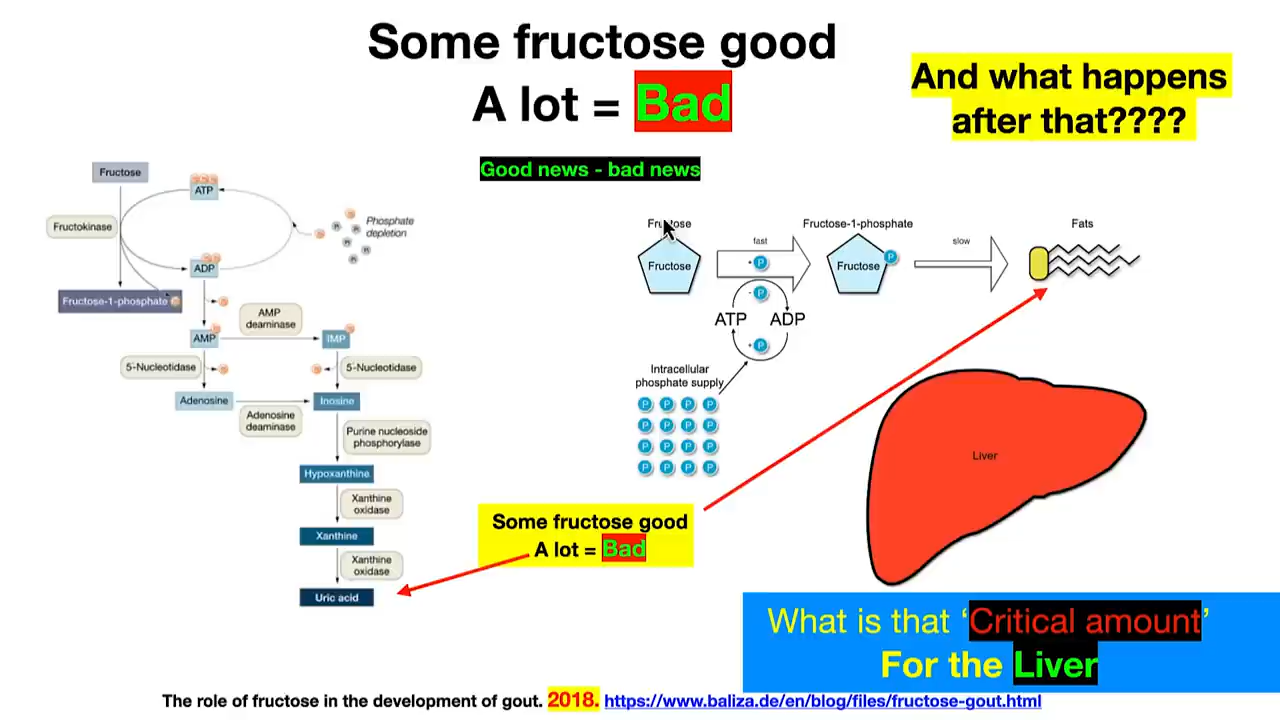 Some fructose good
A lot = Bad
And what happens
after that????
Good news - bad news
Fructose
ATP
Fructokinase
Phosphate
depletion
ADP
Fructose-1-phosphate
AMP
deaminase
AMP
IMP
5-Nucleotidase
5-Nucleotidase
Adenosine
Inosine
Adenosine
deaminase
Purine nucleoside
phosphorylase
Hypoxanthine
Xanthine
oxidase
Xanthine
Xanthine
oxidase
Uric acid
Fructose
Fructose-1-phosphate
Fats
Fructose
fast
+ P
Fructose
P
slow
- P
ATP
ADP
+ P
Intracellular
phosphate supply
P P P P
P P P P
P P P P
P P P P
Liver
Some fructose good
A lot = Bad
What is that ‘Critical amount’
For the Liver
The role of fructose in the development of gout. 2018. https://www.baliza.de/en/blog/files/fructose-gout.html